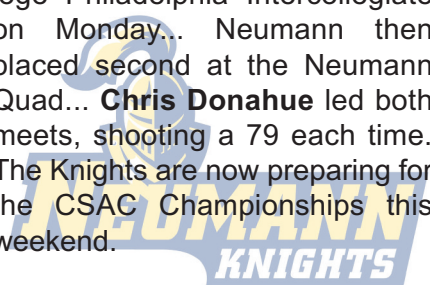 Philadelphia Intercollegiate
on Monday... Neumann then
placed second at the Neumann
Quad... Chris Donahue led both
meets, shooting a 79 each time.
The Knights are now preparing for
the CSAC Championships this
weekend.
NEUMANN
KNIGHTS